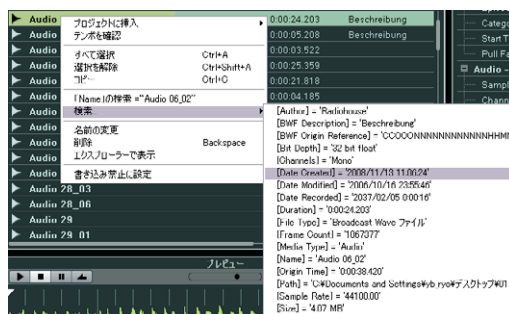 Audio
Audio
Audio
Audio
Audio
Audio
Audio
Audio
Audio
Audio
Audio 28_03
Audio 28_06
Audio 29
Audio 29_01
プロジェクトに挿入
テンポを確認
すべて選択 Ctrl+A
選択を解除 Ctrl+Shift+A
コピー Ctrl+C
「Name」の検索 ="Audio 06_02"
検索
名前の変更
削除 Backspace
エクスプローラーで表示
書き込み禁止に設定
0:00:24.203 Beschreibung
0:00:05.208 Beschreibung
0:00:03.522
0:00:25.359
0:00:21.818
0:00:04.185
Catego
Start T
Pull Fa
Audio -
Sampl
Chann
[Author] = 'Radiohouse'
[BWF Description] = 'Beschreibung'
[Bit Depth] = '32 bit float'
[Channels] = 'Mono'
[Date Created] = '2008/11/13 11:06:24'
[Date Modified] = '2006/10/16 23:55:46'
[Date Recorded] = '2037/02/05 0:00:16'
[Duration] = '0:00:24.203'
[File Type] = 'Broadcast Wave ファイル'
[Frame Count] = '1067377'
[Media Type] = 'Audio'
[Name] = 'Audio 06_02'
[Origin Time] = '0:00:38.420'
[Path] = 'C:¥Documents and Settings¥yb_ryo¥デスクトップ¥01
[Sample Rate] = '44100.00'
[Size] = '4.07 MB'
プレビュー